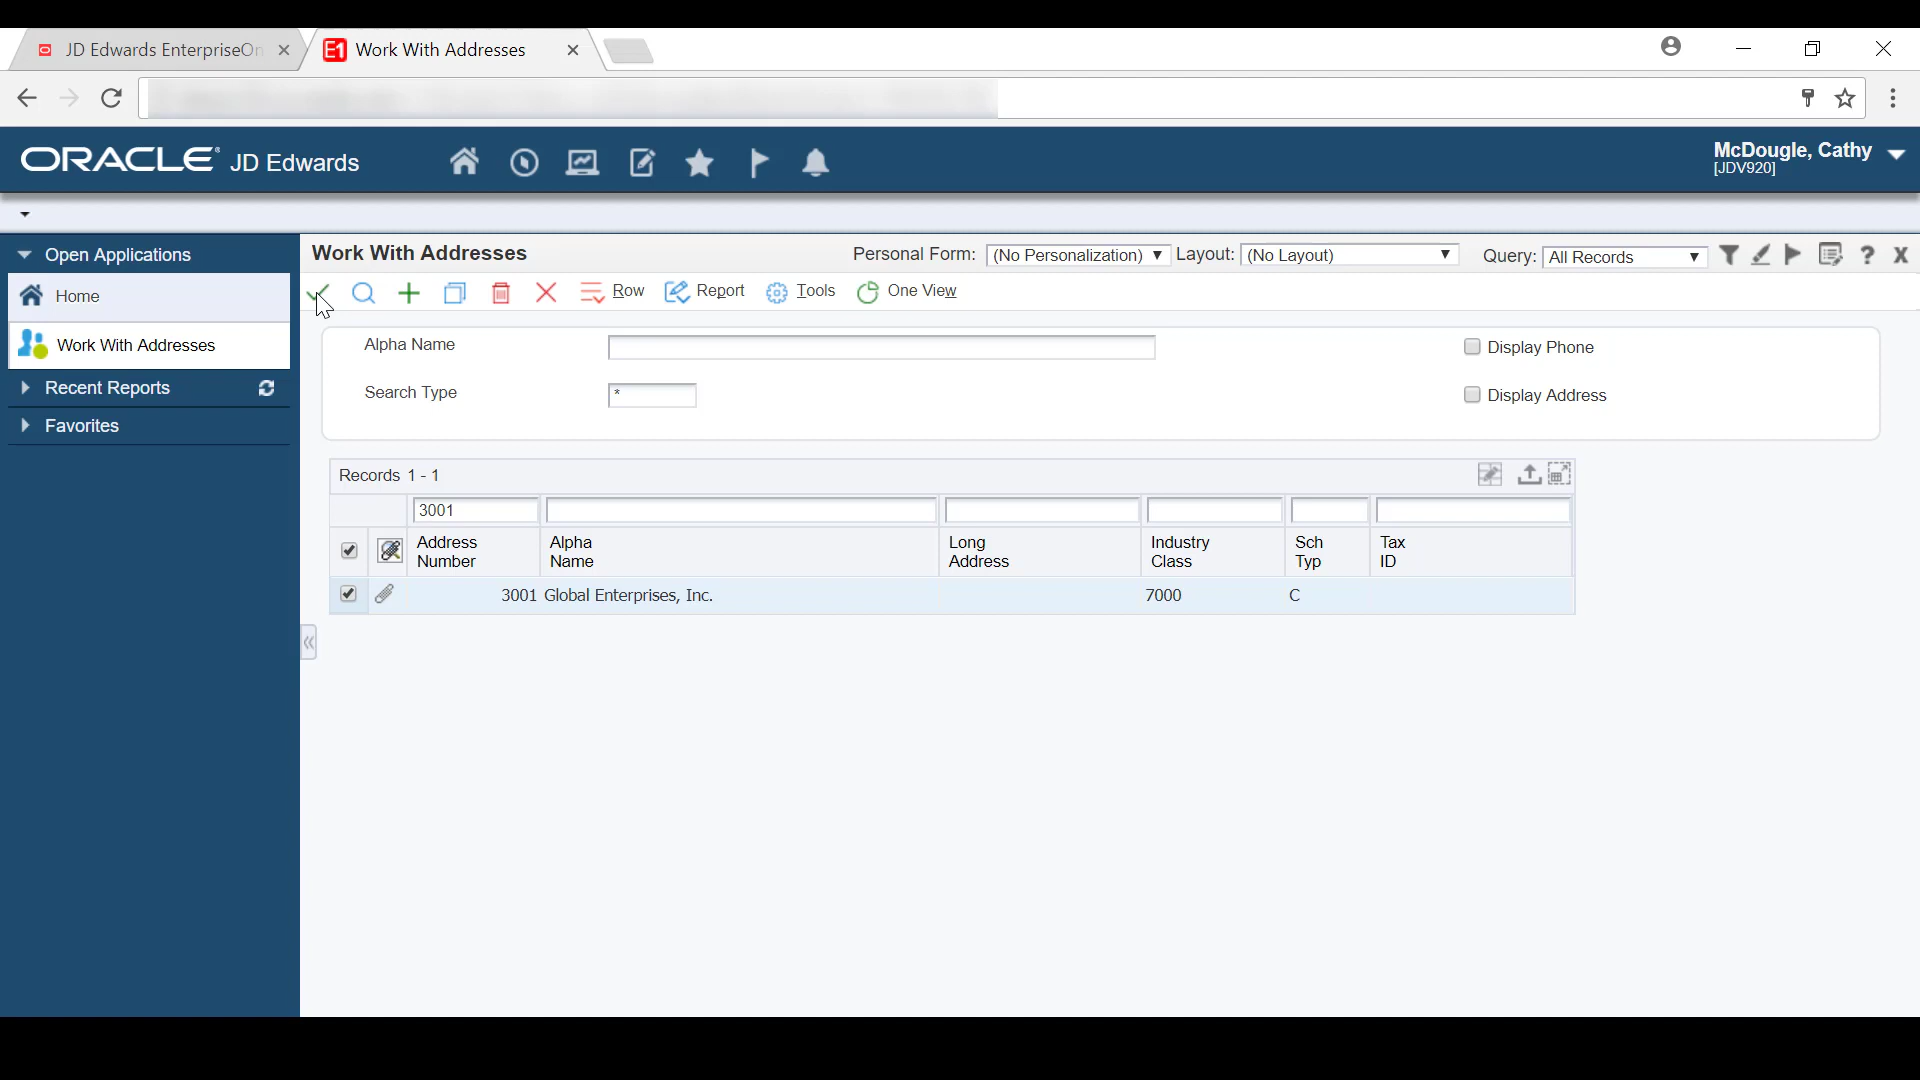 JD Edwards EnterpriseOn
E1 Work With Addresses
ORACLE JD Edwards
McDougle, Cathy
[JDV920]
Open Applications
Home
Work With Addresses
Recent Reports
Favorites
Work With Addresses
Personal Form: (No Personalization) Layout: (No Layout) Query: All Records
Row Report Tools One View
Alpha Name
Display Phone
Search Type *
Display Address
Records 1 - 1
3001
Address Number
Alpha Name
Long Address
Industry Class
Sch Typ
Tax ID
3001 Global Enterprises, Inc. 7000 C